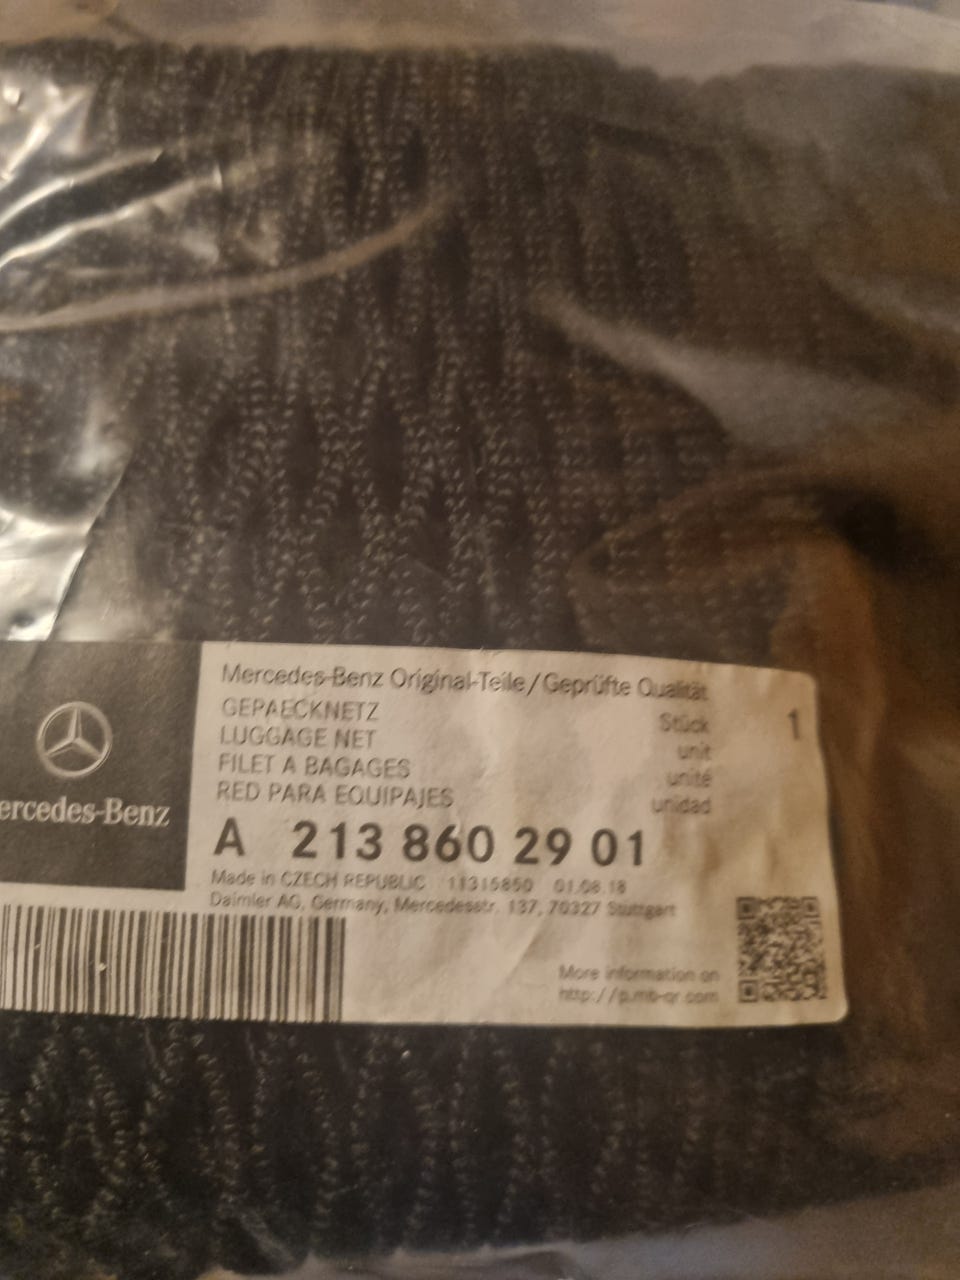 Mercedes-Benz Original-Teile/Geprüfte Qualität
GEPAECKNETZ Stück 1
LUGGAGE NET unit
FILET A BAGAGES unité
RED PARA EQUIPAJES unidad
ercedes-Benz
A 213 860 29 01
Made in CZECH REPUBLIC 11315850 01.08.18
Daimler AG, Germany, Mercedesstr. 137, 70327 Stuttgart
More information on
http://p.mb-qr.com